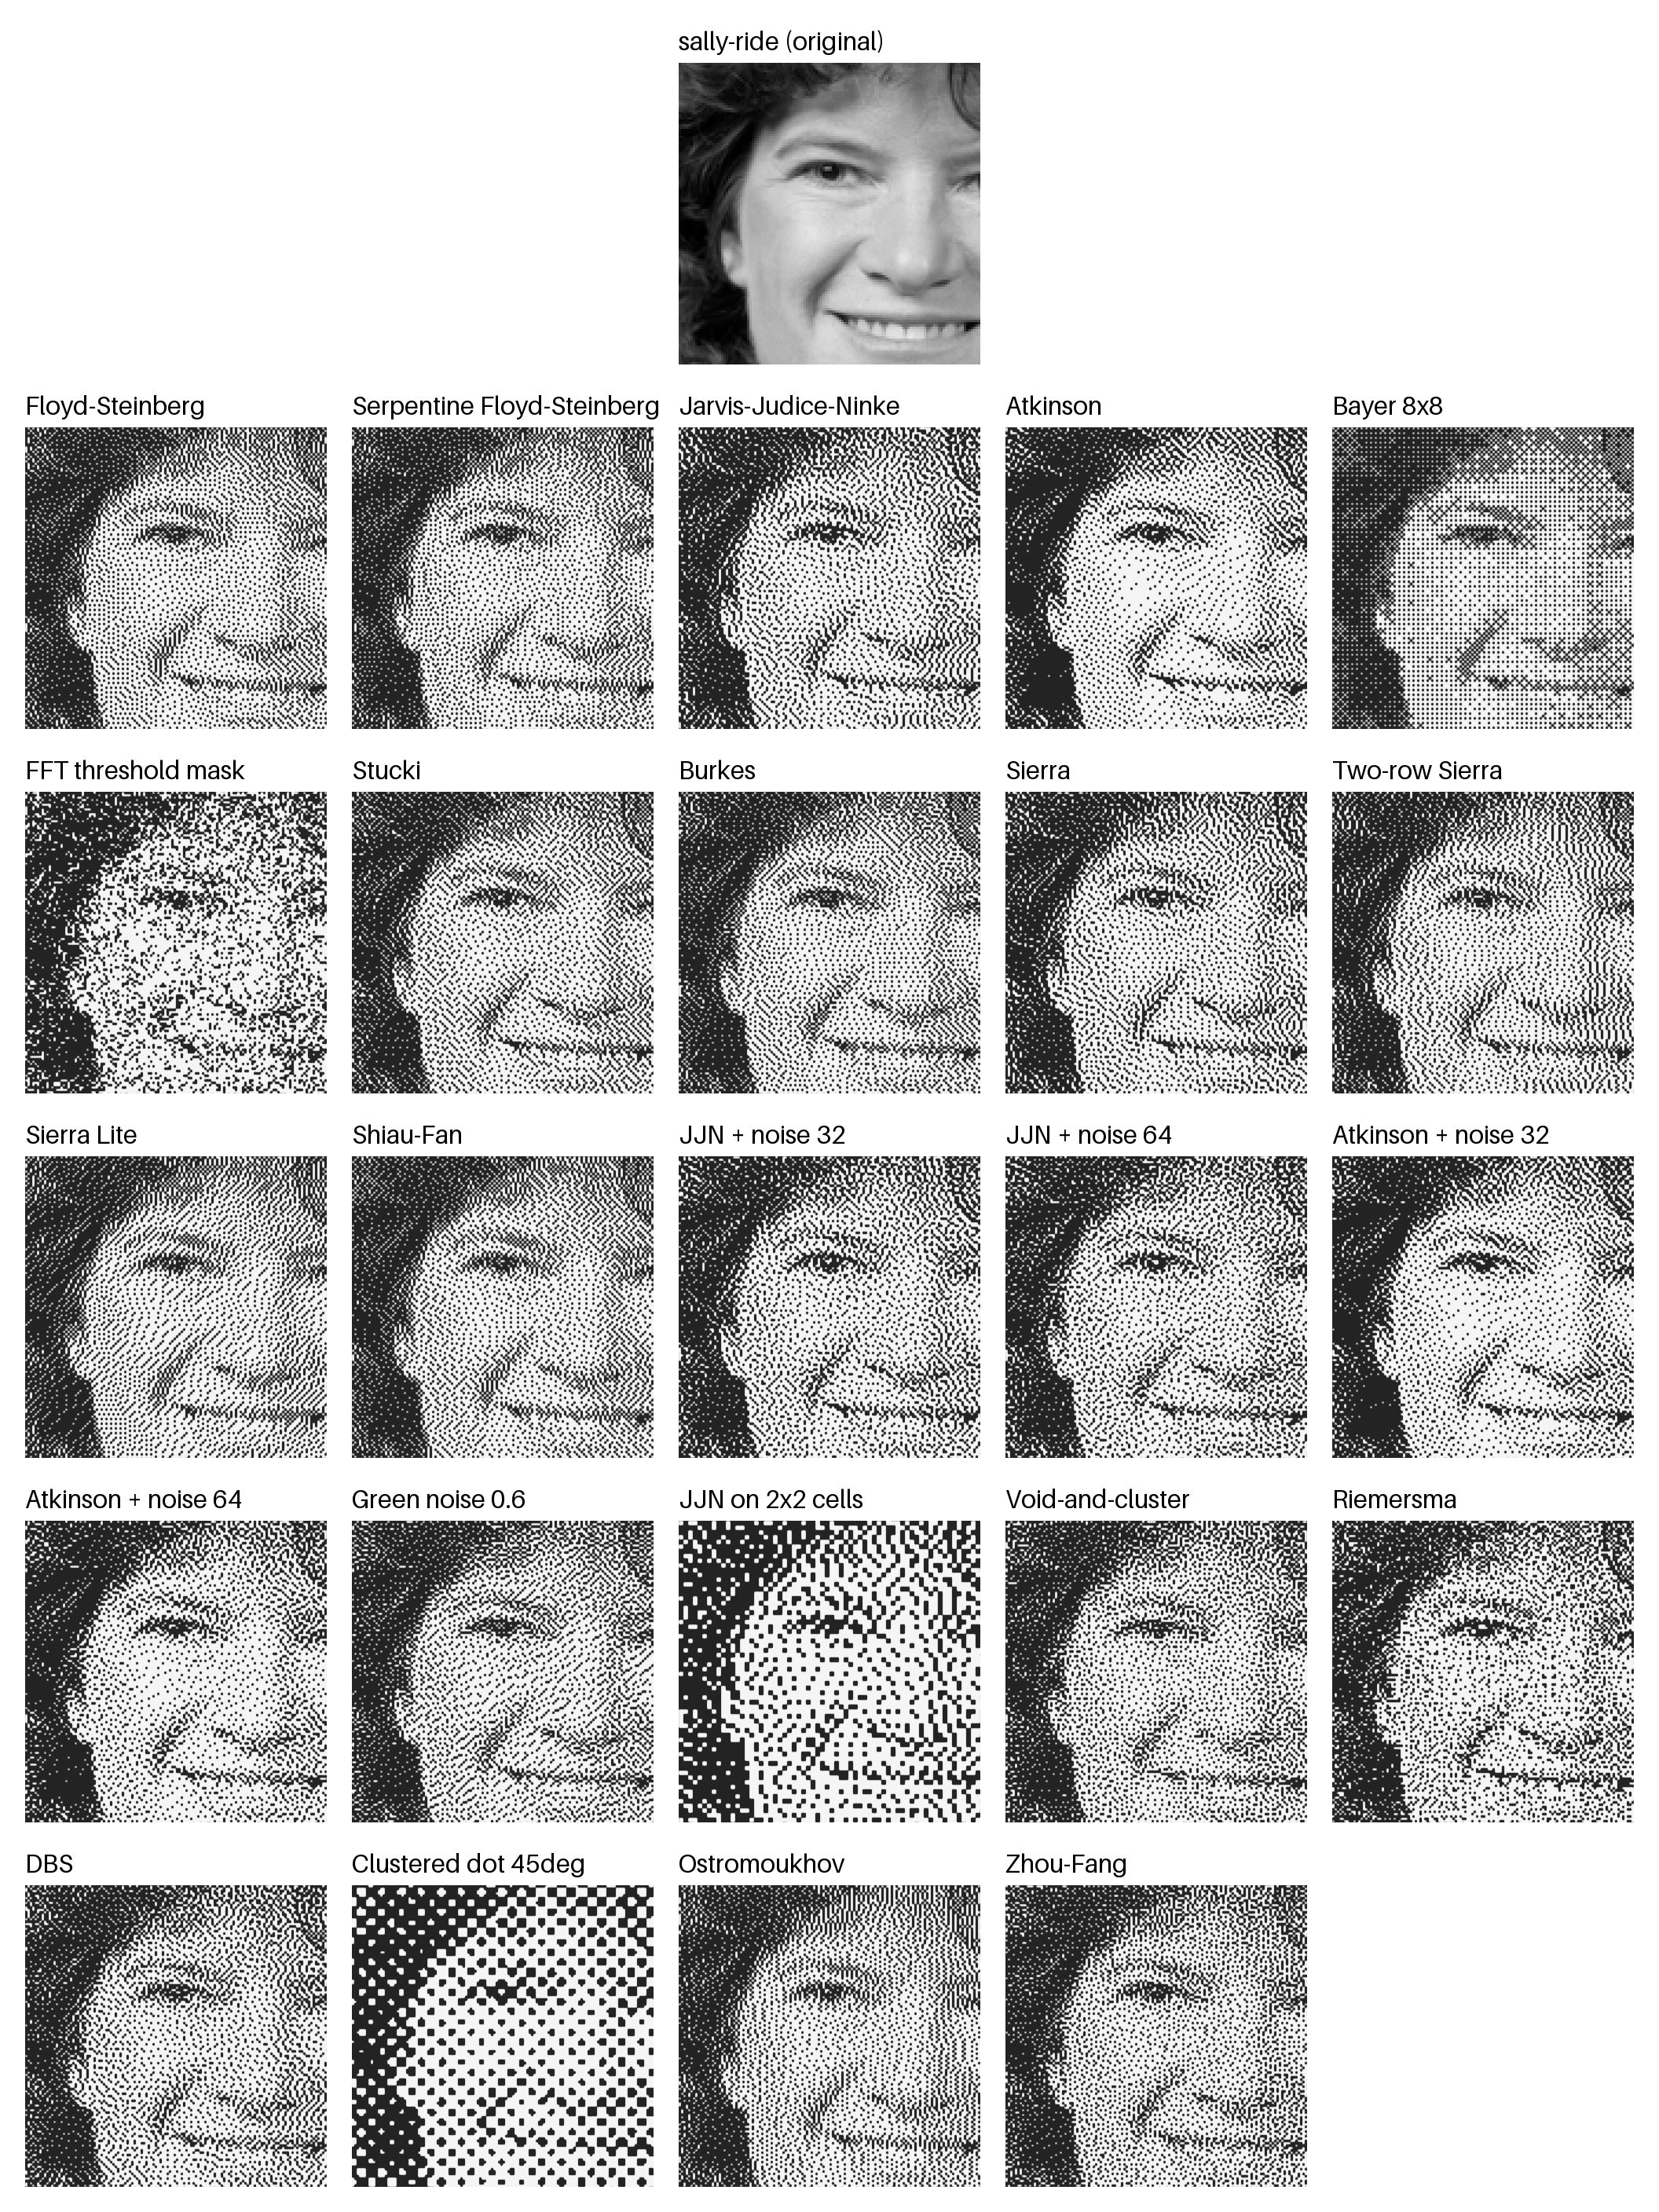 sally-ride (original)
Floyd-Steinberg
Serpentine Floyd-Steinberg
Jarvis-Judice-Ninke
Atkinson
Bayer 8x8
FFT threshold mask
Stucki
Burkes
Sierra
Two-row Sierra
Sierra Lite
Shiau-Fan
JJN + noise 32
JJN + noise 64
Atkinson + noise 32
Atkinson + noise 64
Green noise 0.6
JJN on 2x2 cells
Void-and-cluster
Riemersma
DBS
Clustered dot 45deg
Ostromoukhov
Zhou-Fang